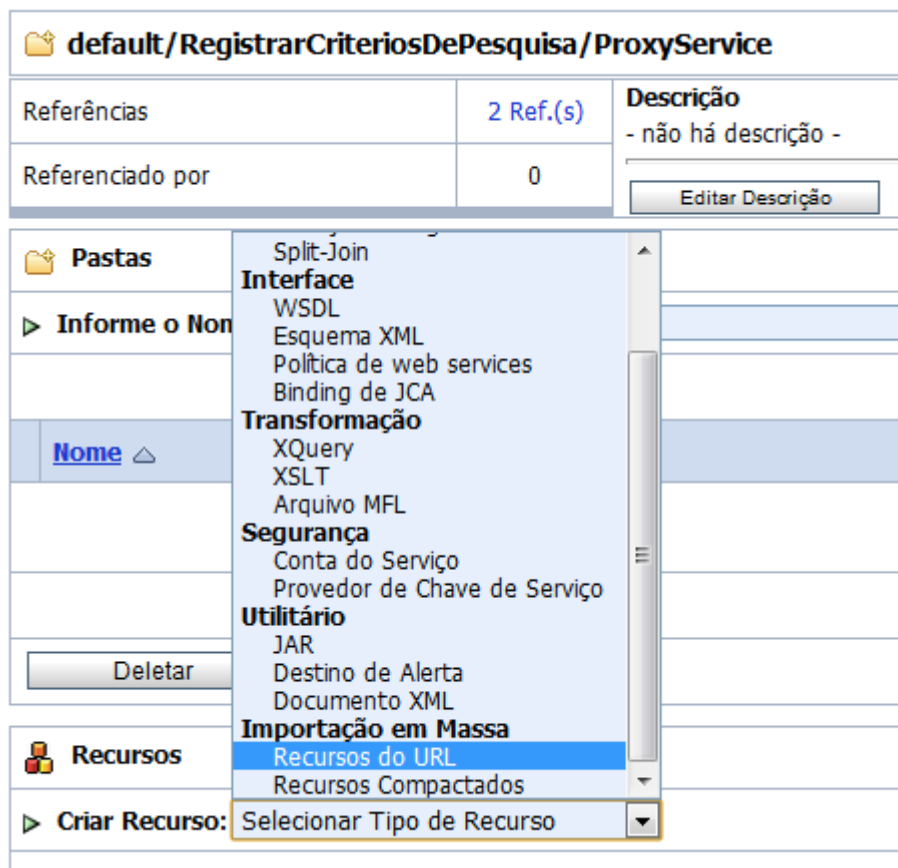 default/RegistrarCriteriosDePesquisa/ProxyService
Referências
2 Ref.(s)
Descrição
- não há descrição -
Referenciado por
0
Editar Descrição
Pastas
Informe o Non
Nome
Deletar
Split-Join
Interface
WSDL
Esquema XML
Política de web services
Binding de JCA
Transformação
XQuery
XSLT
Arquivo MFL
Segurança
Conta do Serviço
Provedor de Chave de Serviço
Utilitário
JAR
Destino de Alerta
Documento XML
Importação em Massa
Recursos do URL
Recursos Compactados
Recursos
Criar Recurso: Selecionar Tipo de Recurso